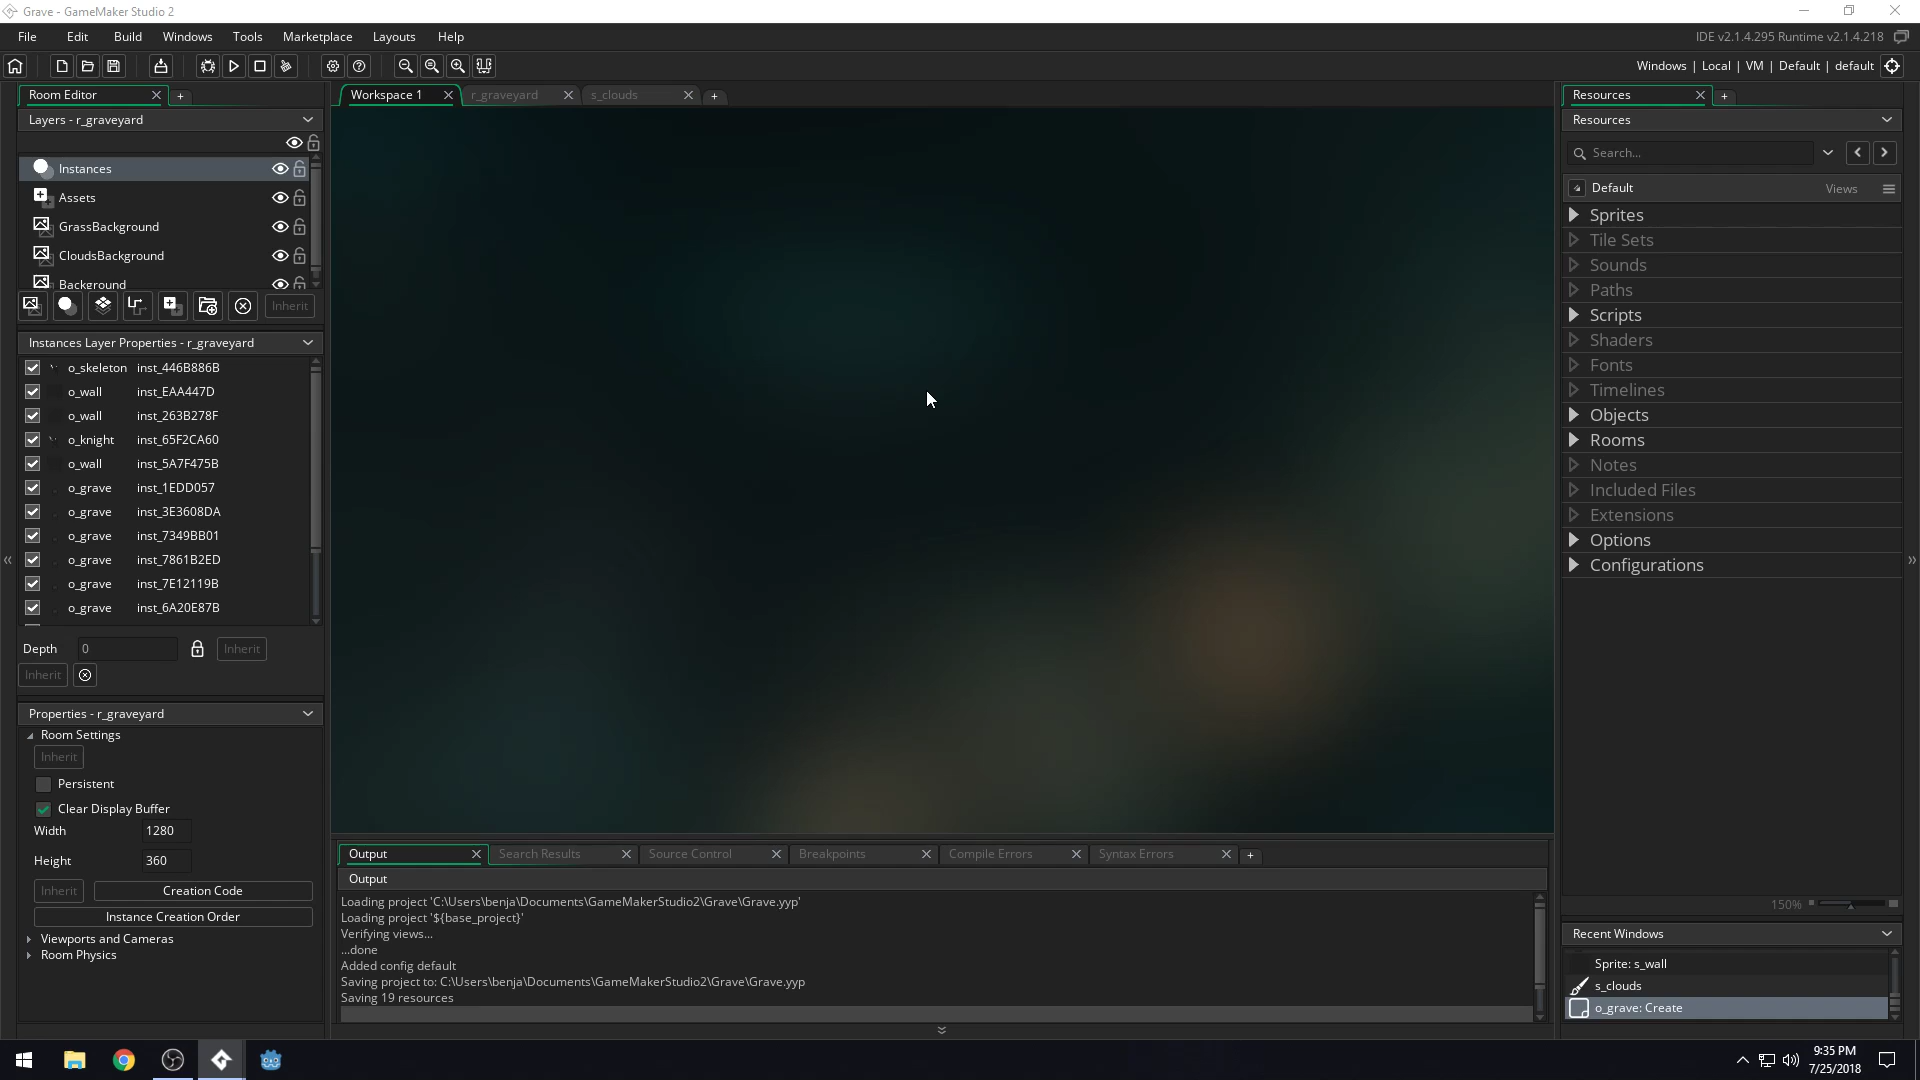 Grave - GameMaker Studio 2
File Edit Build Windows Tools Marketplace Layouts Help
IDE v2.1.4.295 Runtime v2.1.4.218
Windows | Local | VM | Default | default
Room Editor
Layers - r_graveyard
Instances
Assets
GrassBackground
CloudsBackground
Background
Inherit
Instances Layer Properties - r_graveyard
o_skeleton inst_446B886B
o_wall inst_EAA447D
o_wall inst_263B278F
o_knight inst_65F2CA60
o_wall inst_5A7F475B
o_grave inst_1EDD057
o_grave inst_3E3608DA
o_grave inst_7349BB01
o_grave inst_7861B2ED
o_grave inst_7E12119B
o_grave inst_6A20E87B
Depth 0 Inherit
Inherit
Properties - r_graveyard
Room Settings
Inherit
Persistent
Clear Display Buffer
Width 1280
Height 360
Inherit Creation Code
Instance Creation Order
Viewports and Cameras
Room Physics
Workspace 1 r_graveyard s_clouds
Output Search Results Source Control Breakpoints Compile Errors Syntax Errors
Output
Loading project 'C:\Users\benja\Documents\GameMakerStudio2\Grave\Grave.yyp'
Loading project '${base_project}'
Verifying views...
...done
Added config default
Saving project to: C:\Users\benja\Documents\GameMakerStudio2\Grave\Grave.yyp
Saving 19 resources
Resources
Resources
Search...
Default Views
Sprites
Tile Sets
Sounds
Paths
Scripts
Shaders
Fonts
Timelines
Objects
Rooms
Notes
Included Files
Extensions
Options
Configurations
150%
Recent Windows
Sprite: s_wall
s_clouds
o_grave: Create
9:35 PM
7/25/2018